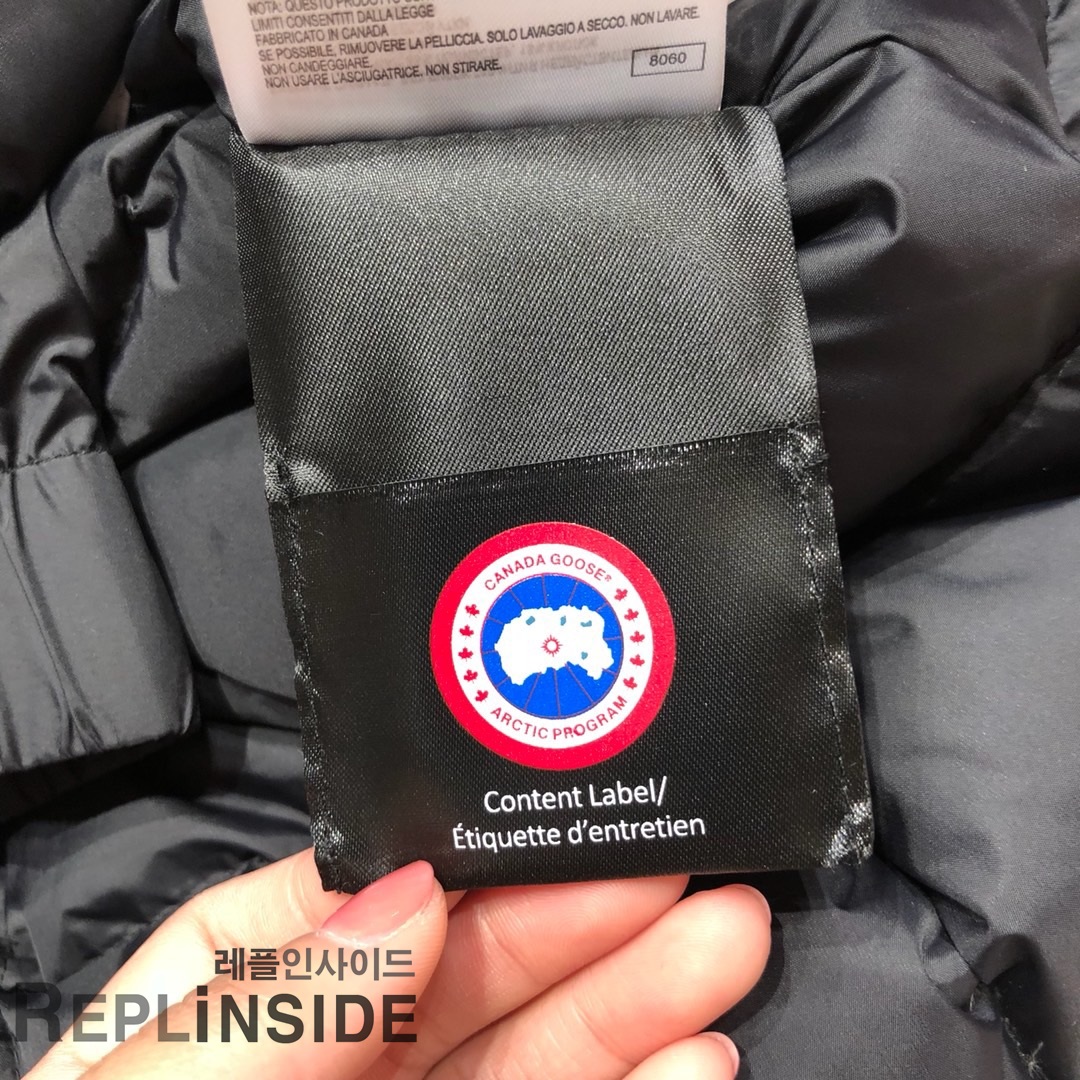 NOTA: QUESTO PRODOTTO
LIMITI CONSENTITI DALLA LEGGE
FABBRICATO IN CANADA
SE POSSIBILE, RIMUOVERE LA PELLICCIA. SOLO LAVAGGIO A SECCO. NON LAVARE.
NON CANDEGGIARE.
NON USARE L'ASCIUGATRICE. NON STIRARE.
8060
CANADA GOOSE®
ARCTIC PROGRAM
Content Label/
Étiquette d'entretien
레플인사이드
REPLiNSIDE